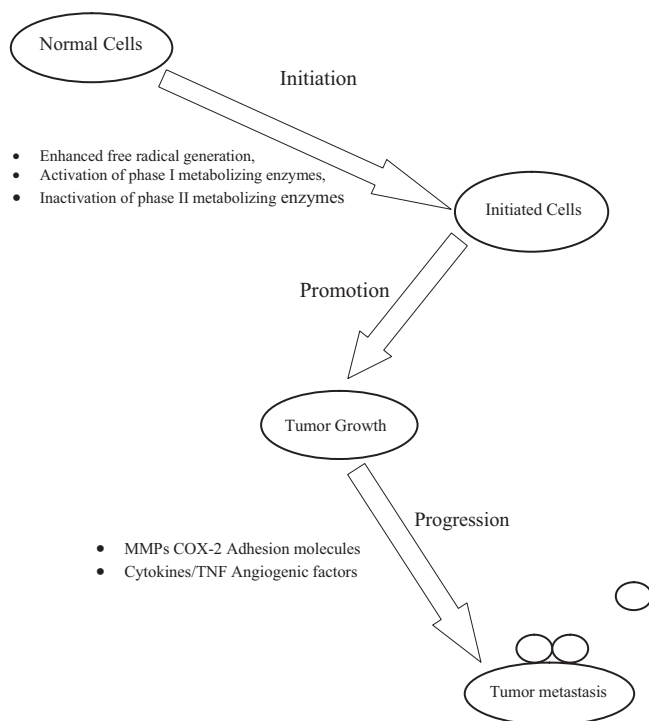 Normal Cells
Initiation
• Enhanced free radical generation,
• Activation of phase I metabolizing enzymes,
• Inactivation of phase II metabolizing enzymes
Initiated Cells
Promotion
Tumor Growth
Progression
• MMPs COX-2 Adhesion molecules
• Cytokines/TNF Angiogenic factors
Tumor metastasis